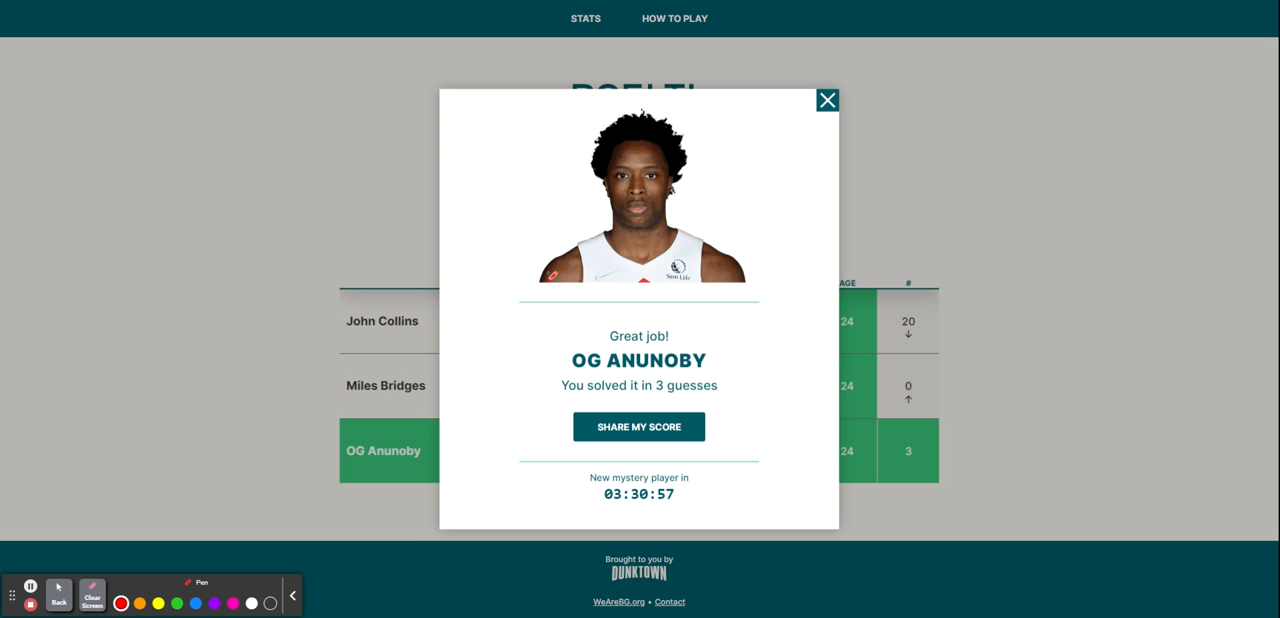 STATS HOW TO PLAY
Sun Life
AGE #
John Collins 24 20
↓
Miles Bridges 24 0
↑
OG Anunoby 24 3
Great job!
OG ANUNOBY
You solved it in 3 guesses
SHARE MY SCORE
New mystery player in
03:30:57
Brought to you by
DUNKTOWN
WeAreBG.org • Contact
Pen
Back
Clear
Screen